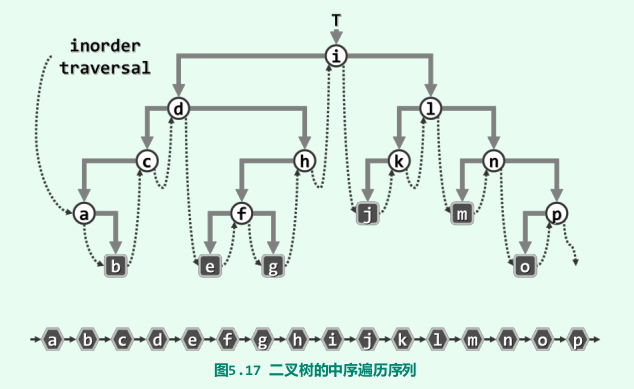 T
inorder
traversal
i
d l
c h k n
a f j m p
b e g o
a b c d e f g h i j k l m n o p
图5.17 二叉树的中序遍历序列